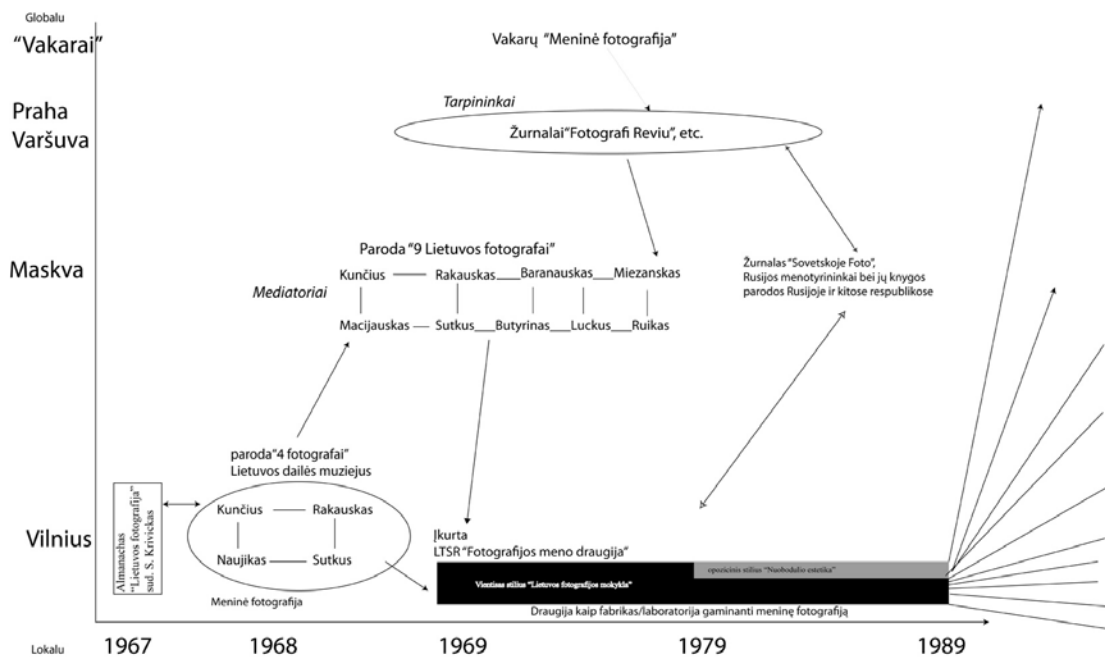 Globalu
"Vakarai"
Vakarų "Meninė fotografija"
Praha
Varšuva
Tarpininkai
Žurnalai"Fotografi Reviu", etc.
Maskva
Paroda "9 Lietuvos fotografai"
Kunčius Rakauskas Baranauskas Miezanskas
Mediatoriai
Macijauskas Sutkus Butyrinas Luckus Ruikas
Žurnalas "Sovetskoje Foto",
Rusijos menotyrininkai bei jų knygos
parodos Rusijoje ir kitose respublikose
paroda"4 fotografai"
Lietuvos dailės muziejus
Almanachas
"Lietuvos fotografija"
sud. S. Krivickas
Vilnius
Kunčius Rakauskas
Naujikas Sutkus
Meninė fotografija
Įkurta
LTSR "Fotografijos meno draugija"
opozicinis stilius "Nuobodulio estetika"
Vientisas stilius "Lietuvos fotografijos mokykla"
Draugija kaip fabrikas/laboratorija gaminanti meninę fotografiją
Lokalu
1967 1968 1969 1979 1989